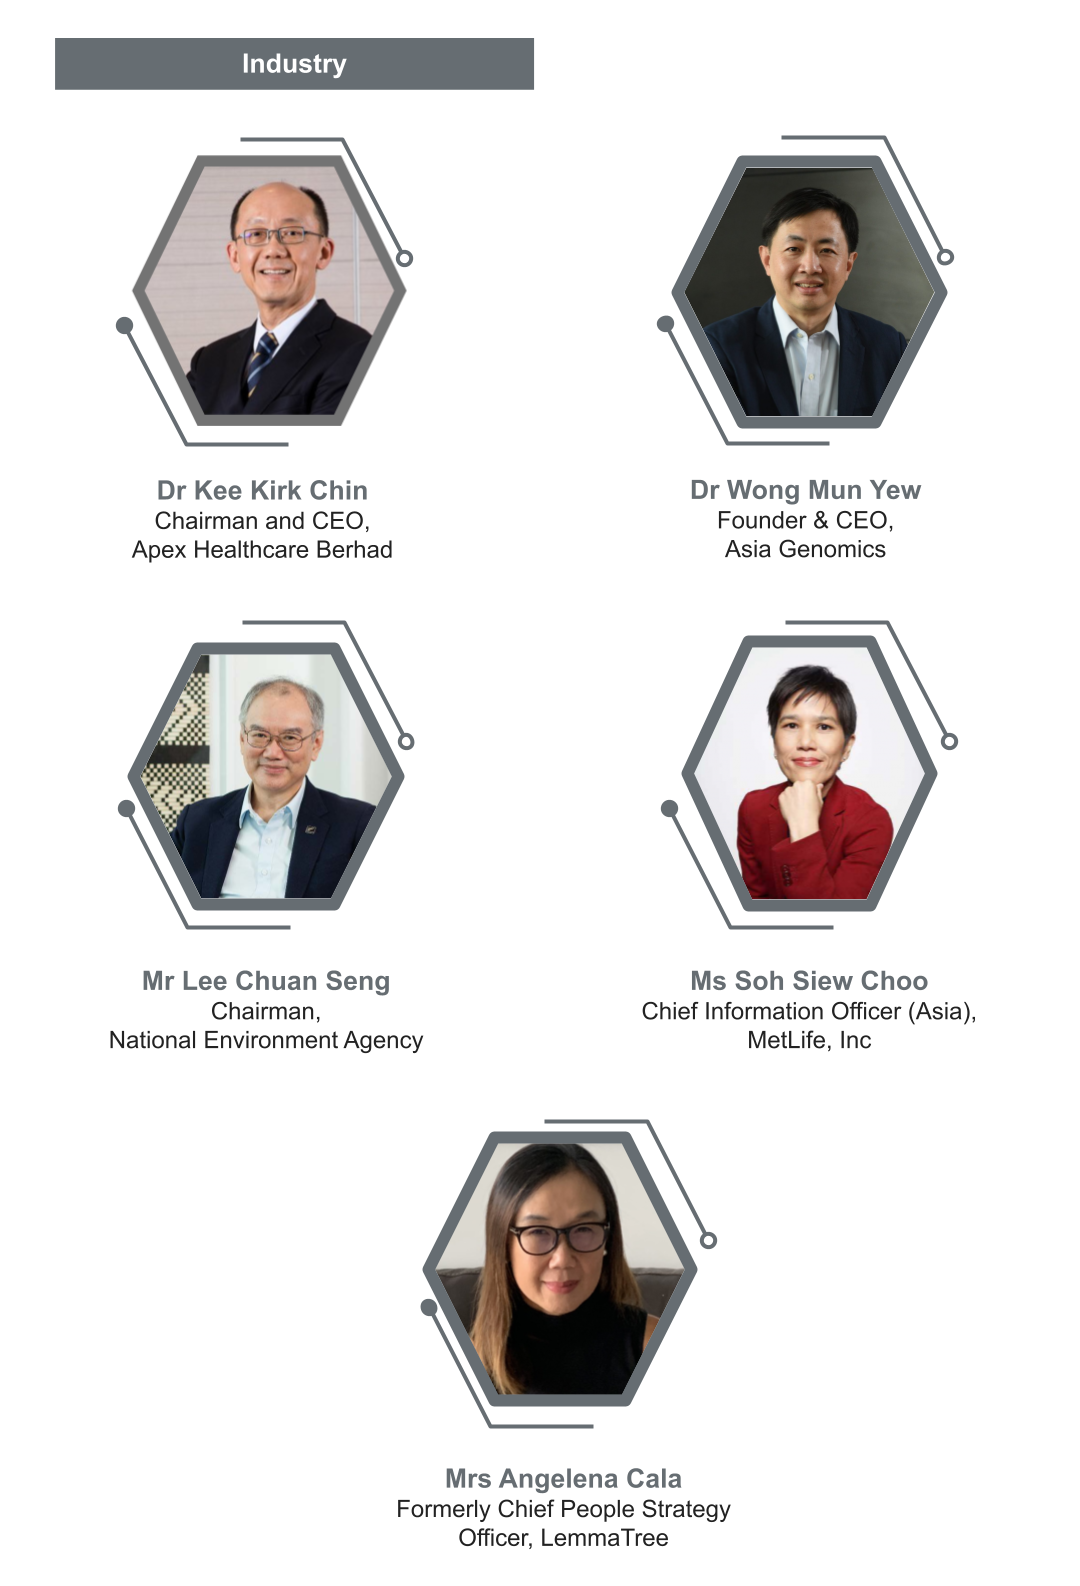 Industry
Dr Kee Kirk Chin
Chairman and CEO,
Apex Healthcare Berhad
Dr Wong Mun Yew
Founder & CEO,
Asia Genomics
Mr Lee Chuan Seng
Chairman,
National Environment Agency
Ms Soh Siew Choo
Chief Information Officer (Asia),
MetLife, Inc
Mrs Angelena Cala
Formerly Chief People Strategy
Officer, LemmaTree